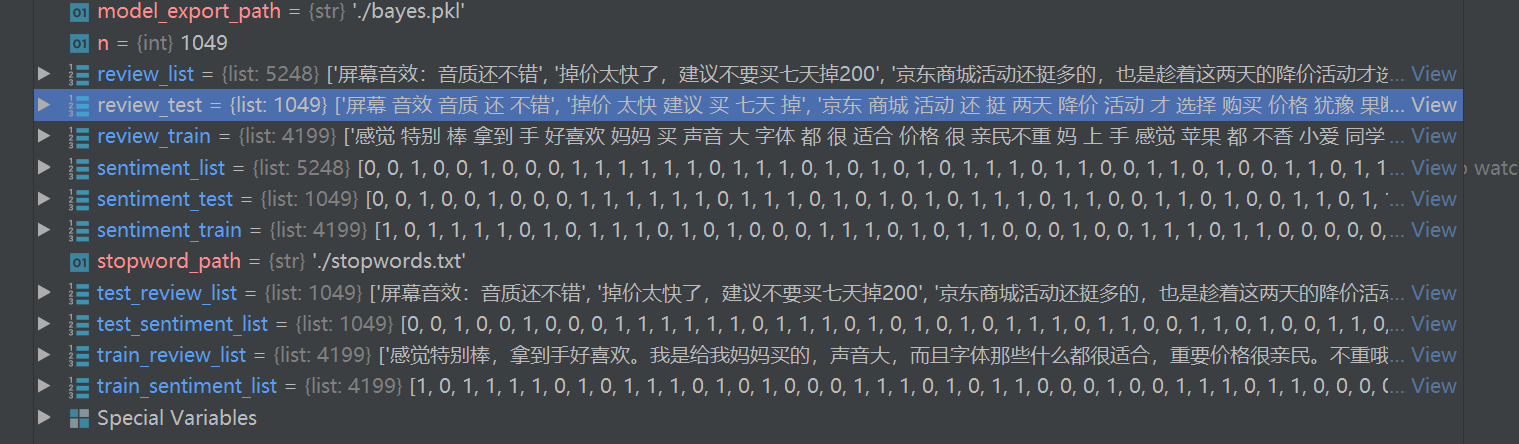 model_export_path = {str} './bayes.pkl'
n = {int} 1049
review_list = {list: 5248} ['屏幕音效：音质还不错', '掉价太快了，建议不要买七天掉200', '京东商城活动还挺多的，也是趁着这两天的降价活动才... View
review_test = {list: 1049} ['屏幕 音效 音质 还 不错', '掉价 太快 建议 买 七天 掉', '京东 商城 活动 还 挺 两天 降价 活动 才 选择 购买 价格 犹豫 ... View
review_train = {list: 4199} ['感觉 特别 棒 拿到 手 好喜欢 妈妈 买 声音 大 字体 都 很 适合 价格 很 亲民不重 妈 上 手 感觉 苹果 都 不香 小爱 同学... View
sentiment_list = {list: 5248} [0, 0, 1, 0, 0, 1, 0, 0, 0, 1, 1, 1, 1, 1, 0, 1, 1, 1, 0, 1, 0, 1, 0, 1, 0, 1, 1, 1, 0, 1, 1, 0, 0, 1, 1, 0, 1, 0, 0, 1, 1, 0, 1, 1... View
watch
sentiment_test = {list: 1049} [0, 0, 1, 0, 0, 1, 0, 0, 0, 1, 1, 1, 1, 1, 0, 1, 1, 1, 0, 1, 0, 1, 0, 1, 0, 1, 1, 1, 0, 1, 1, 0, 0, 1, 1, 0, 1, 0, 0, 1, 1, 0, 1, ... View
sentiment_train = {list: 4199} [1, 0, 1, 1, 1, 1, 0, 1, 0, 1, 1, 1, 0, 1, 0, 1, 0, 0, 0, 1, 1, 1, 0, 1, 0, 1, 1, 0, 0, 0, 1, 0, 0, 1, 1, 1, 0, 1, 1, 0, 0, 0, 0, 0,... View
stopword_path = {str} './stopwords.txt'
test_review_list = {list: 1049} ['屏幕音效：音质还不错', '掉价太快了，建议不要买七天掉200', '京东商城活动还挺多的，也是趁着这两天的降价活... View
test_sentiment_list = {list: 1049} [0, 0, 1, 0, 0, 1, 0, 0, 0, 1, 1, 1, 1, 1, 0, 1, 1, 1, 0, 1, 0, 1, 0, 1, 0, 1, 1, 1, 0, 1, 1, 0, 0, 1, 1, 0, 1, 0, 0, 1, 1, 0,... View
train_review_list = {list: 4199} ['感觉特别棒，拿到手好喜欢。我是给我妈妈买的，声音大，而且字体那些什么都很适合，重要价格很亲民。不重哦... View
train_sentiment_list = {list: 4199} [1, 0, 1, 1, 1, 1, 0, 1, 0, 1, 1, 1, 0, 1, 0, 1, 0, 0, 0, 1, 1, 1, 0, 1, 0, 1, 1, 0, 0, 0, 1, 0, 0, 1, 1, 1, 0, 1, 1, 0, 0, 0, ... View
Special Variables